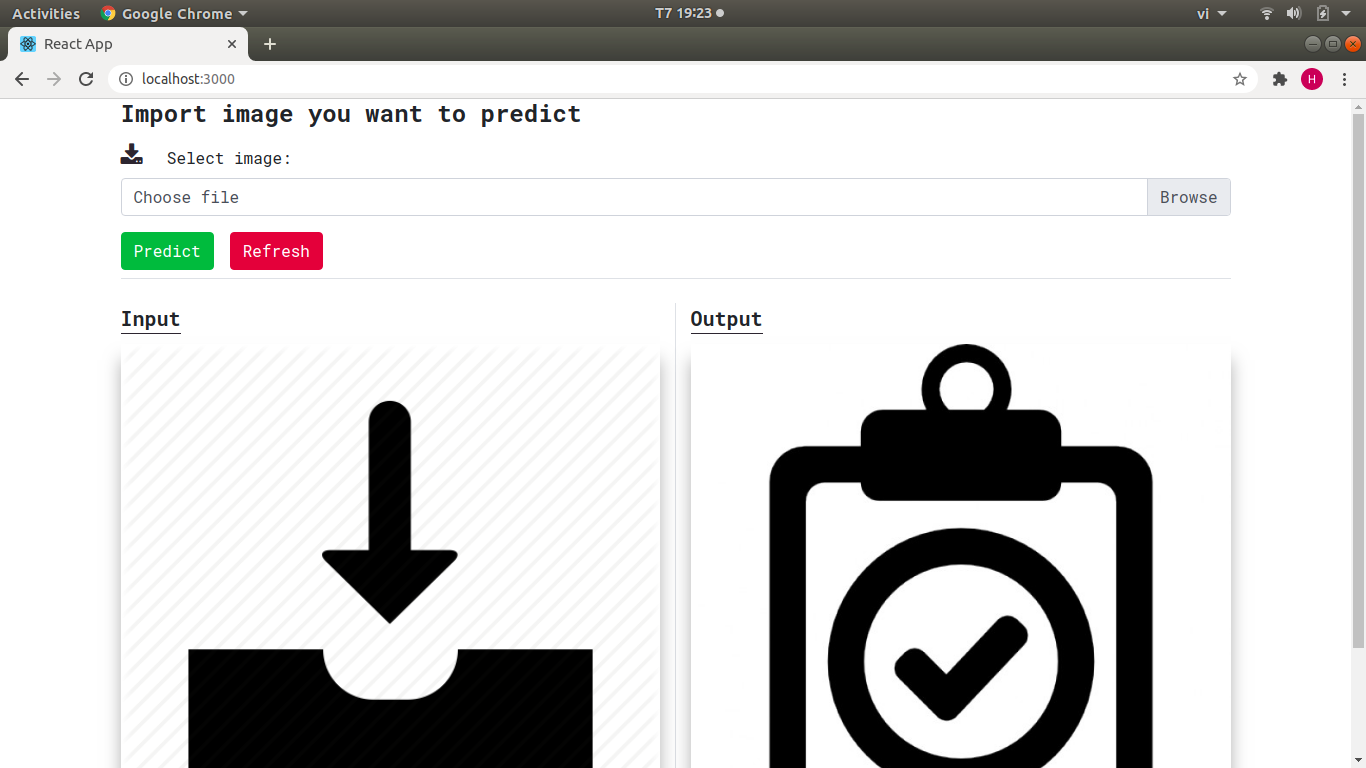 Activities Google Chrome T7 19:23 vi
React App
localhost:3000 H
Import image you want to predict
Select image:
Choose file Browse
Predict Refresh
Input Output